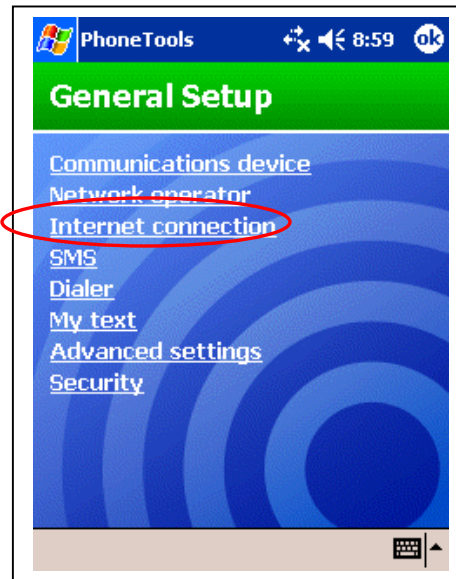 PhoneTools 8:59 ok
General Setup
Communications device
Network operator
Internet connection
SMS
Dialer
My text
Advanced settings
Security